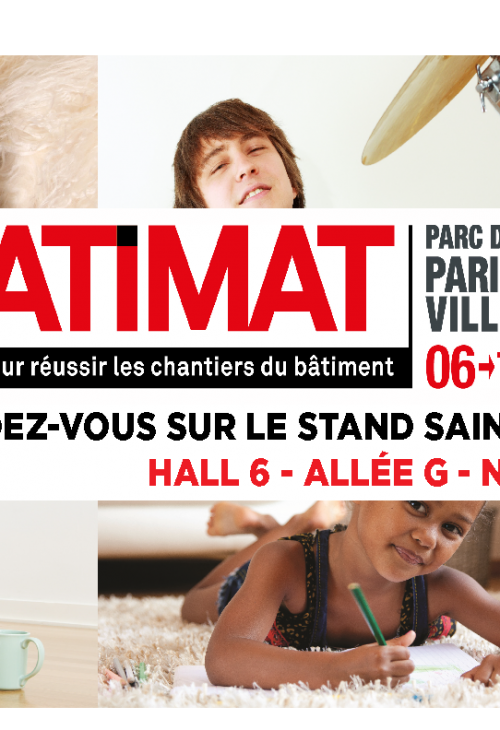 ATIMAT
ur réussir les chantiers du bâtiment
PARC D
PARI
VILL
06→1
DEZ-VOUS SUR LE STAND SAIN
HALL 6 - ALLÉE G - N